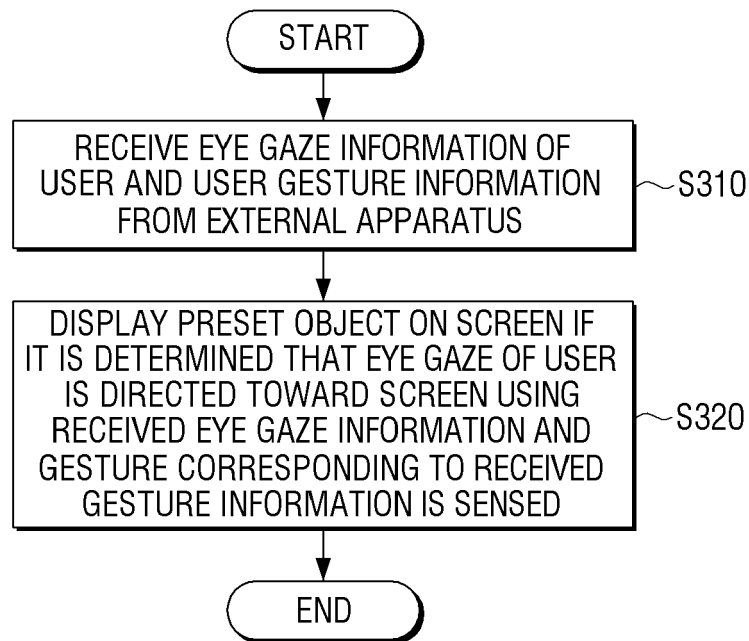 START
RECEIVE EYE GAZE INFORMATION OF
USER AND USER GESTURE INFORMATION
FROM EXTERNAL APPARATUS
S310
DISPLAY PRESET OBJECT ON SCREEN IF
IT IS DETERMINED THAT EYE GAZE OF USER
IS DIRECTED TOWARD SCREEN USING
RECEIVED EYE GAZE INFORMATION AND
GESTURE CORRESPONDING TO RECEIVED
GESTURE INFORMATION IS SENSED
S320
END